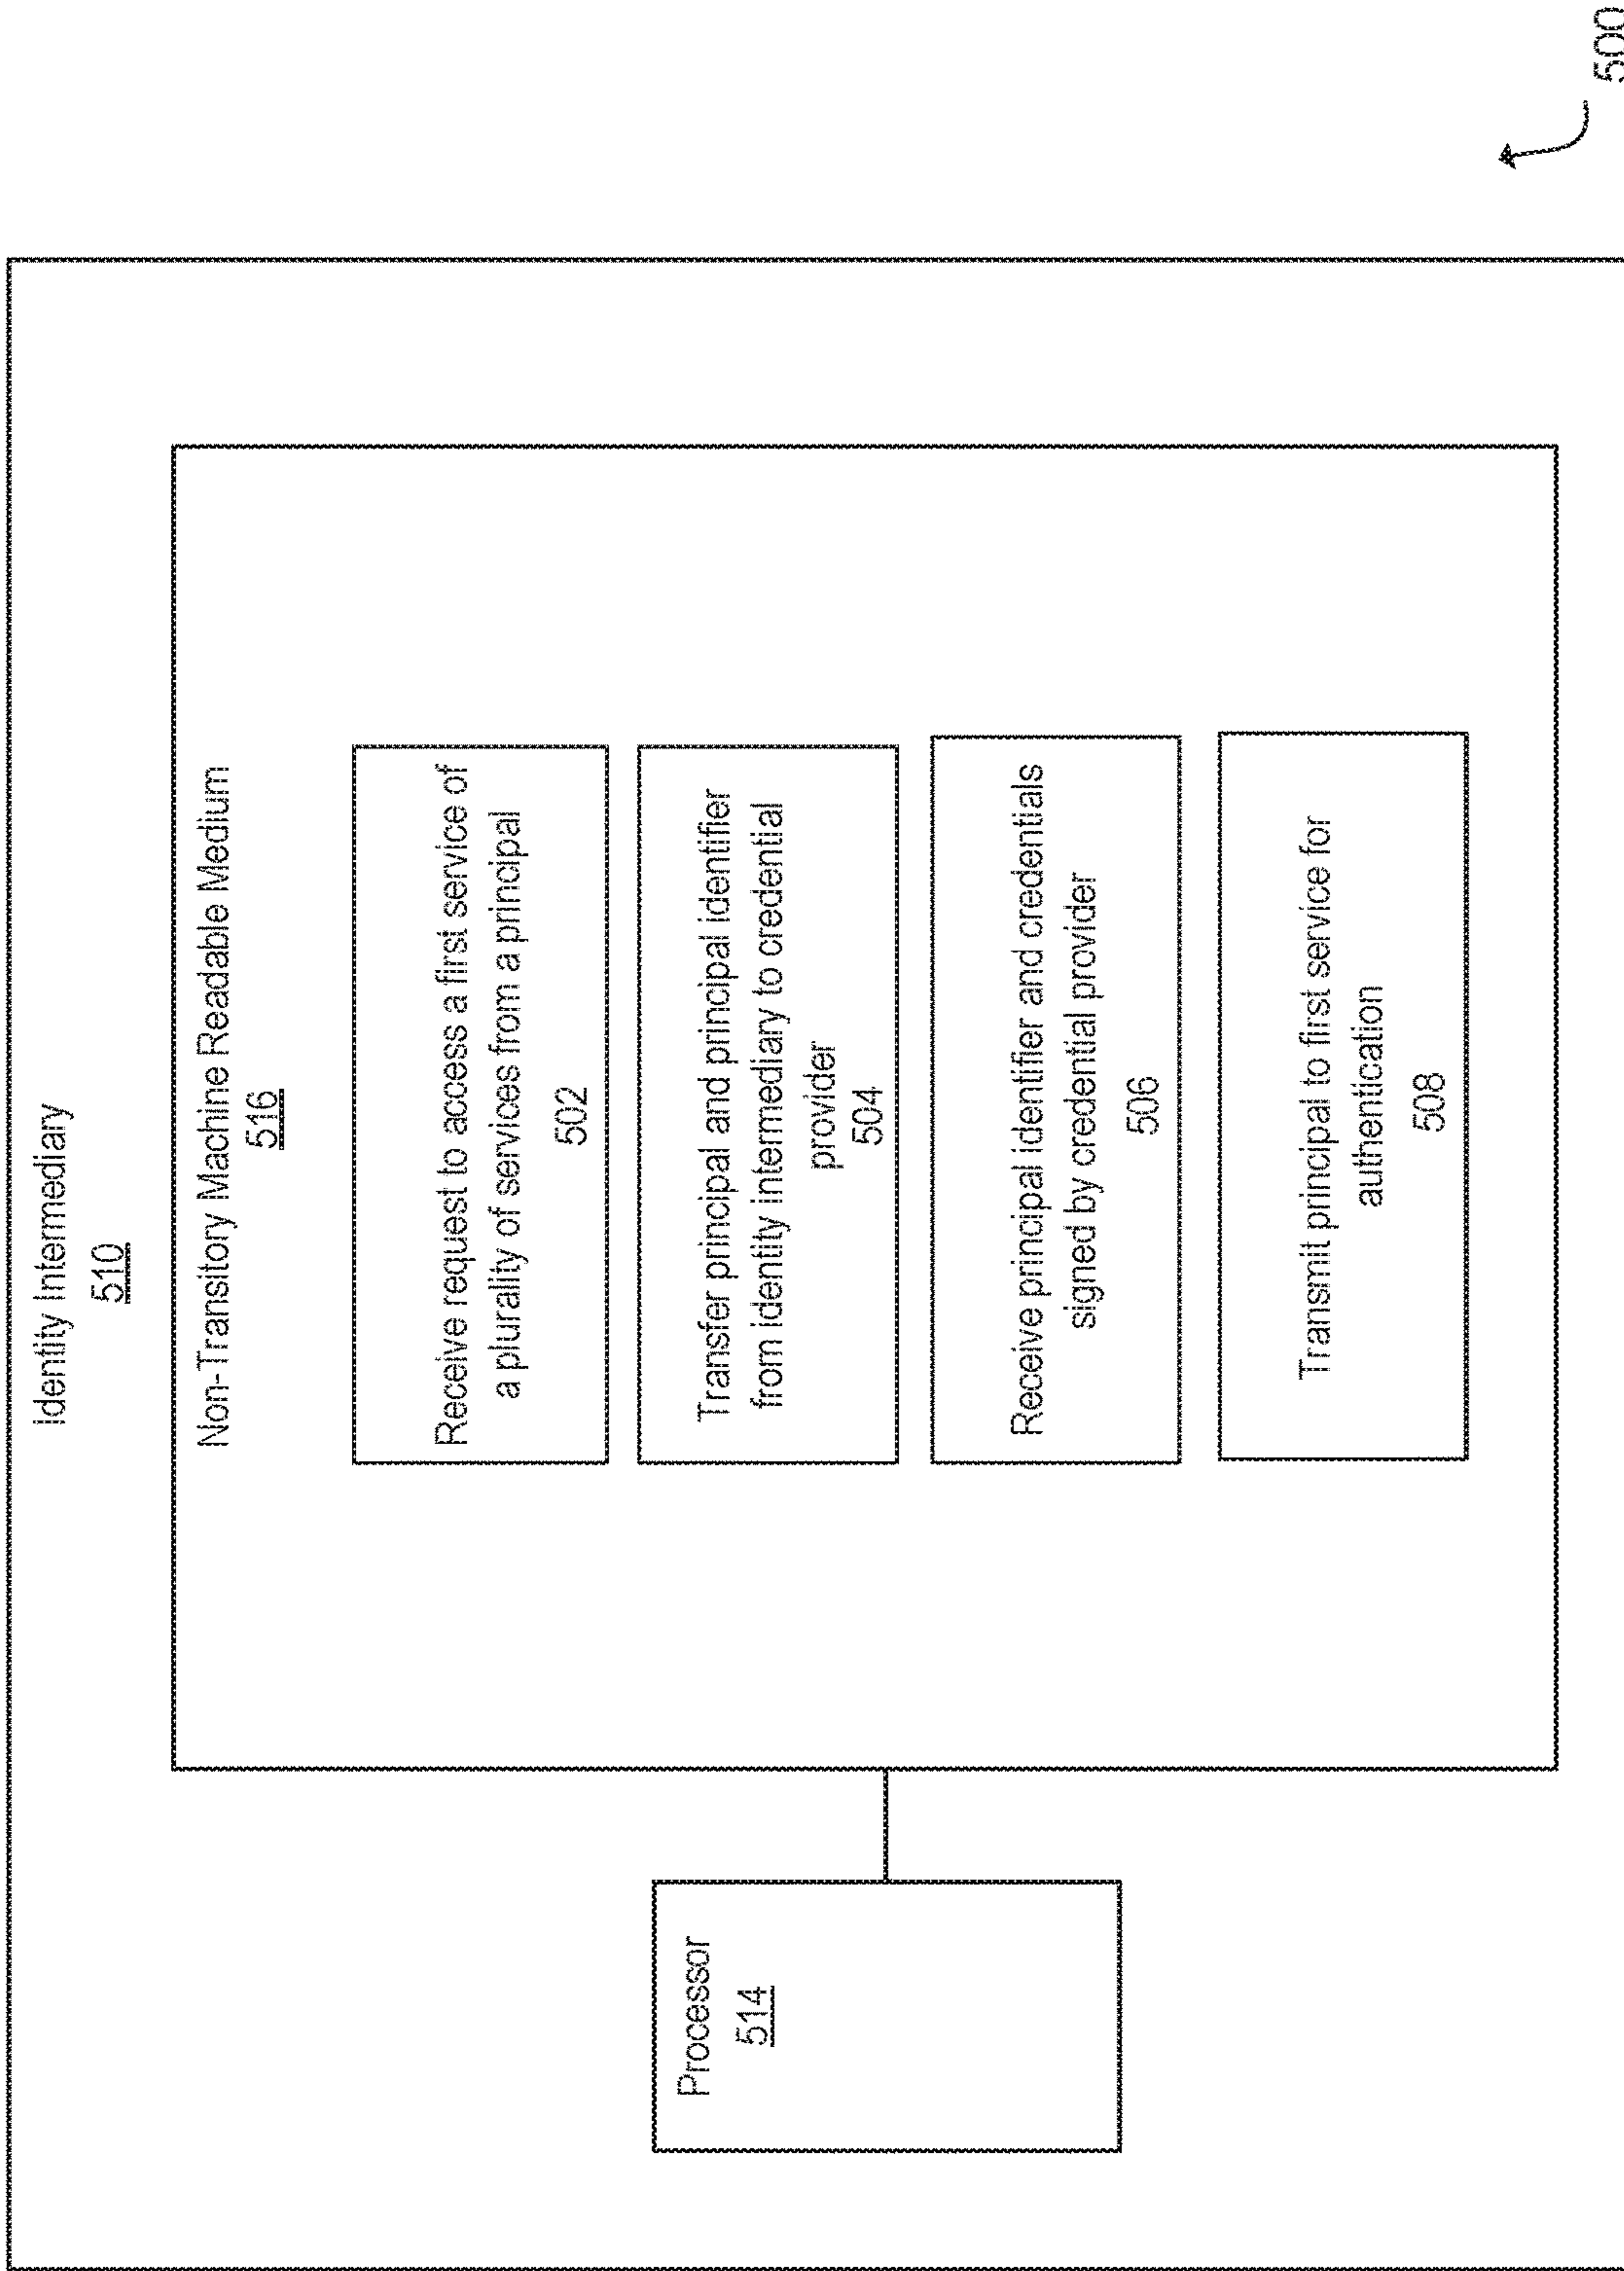 Identity Intermediary
510
Non-Transitory Machine Readable Medium
516
Receive request to access a first service of
a plurality of services from a principal
502
Transfer principal and principal identifier
from identity intermediary to credential
provider
504
Receive principal identifier and credentials
signed by credential provider
506
Transmit principal to first service for
authentication
508
Processor
514
500